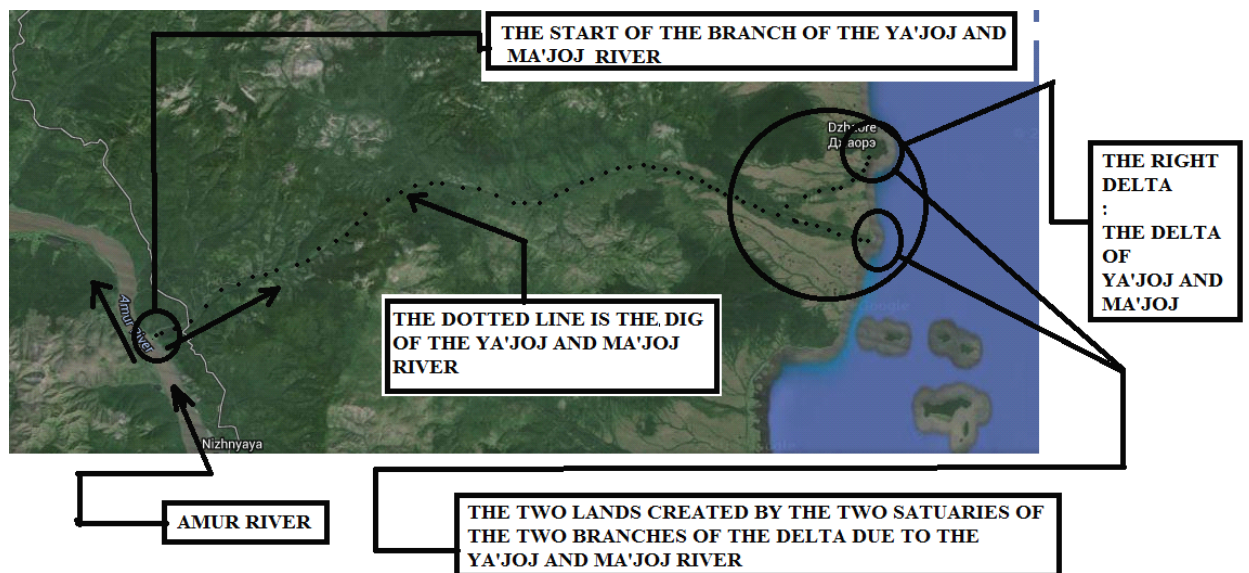 THE START OF THE BRANCH OF THE YA'JOJ AND
MA'JOJ RIVER
Джаорэ
THE RIGHT
DELTA
:
THE DELTA
OF
YA'JOJ AND
MA'JOJ
Amur River
THE DOTTED LINE IS THE DIG
OF THE YA'JOJ AND MA'JOJ
RIVER
Google
Nizhnyaya
AMUR RIVER
THE TWO LANDS CREATED BY THE TWO SATUARIES OF
THE TWO BRANCHES OF THE DELTA DUE TO THE
YA'JOJ AND MA'JOJ RIVER